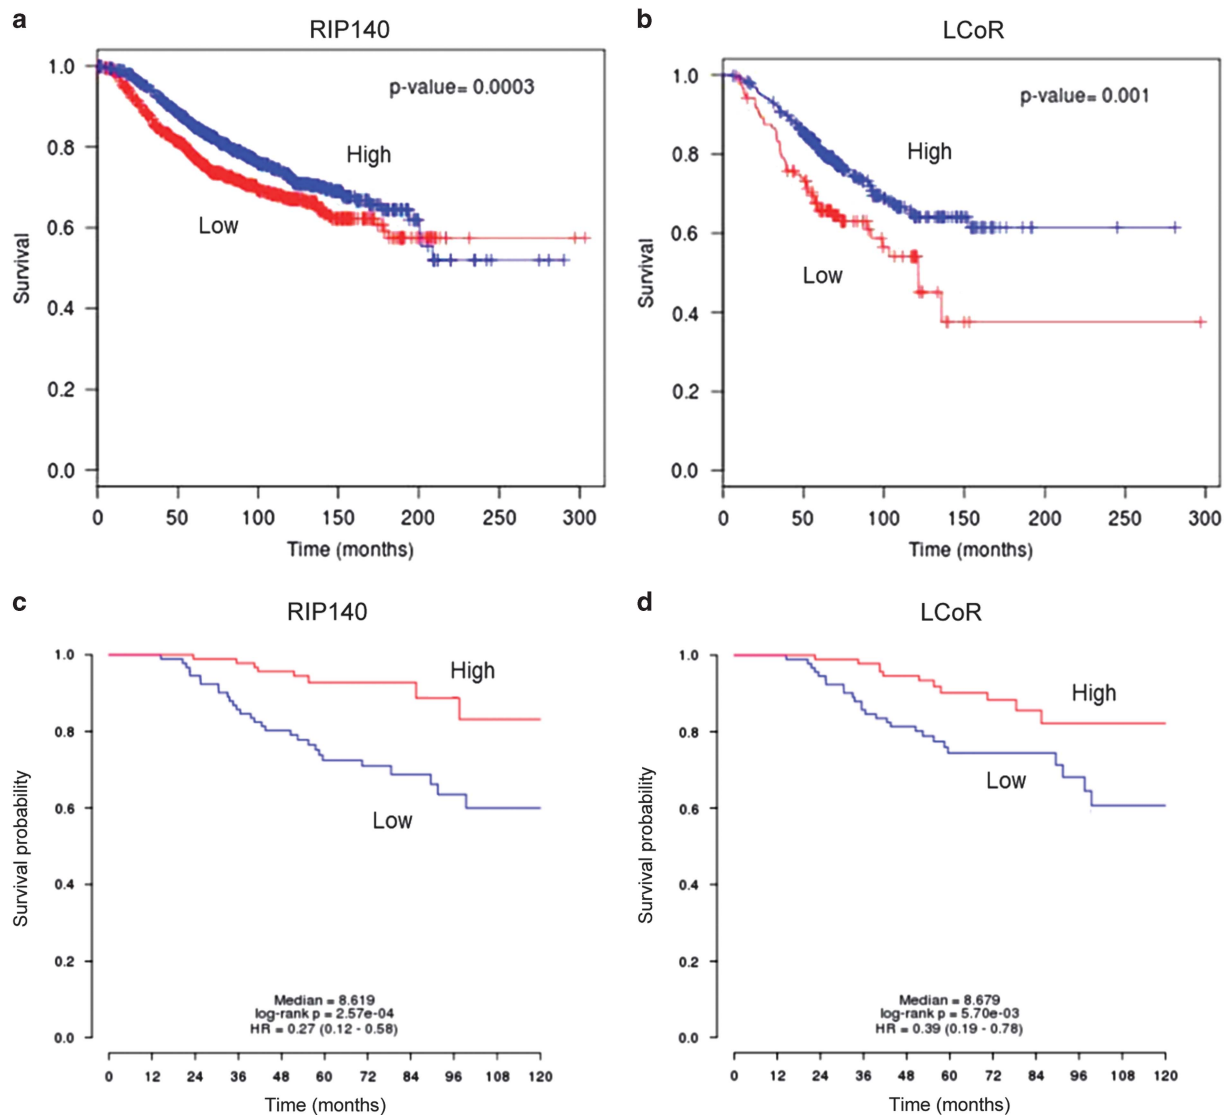 a
RIP140
1.0
0.8
0.6
0.4
0.2
0.0
Survival
p-value= 0.0003
High
Low
0 50 100 150 200 250 300
Time (months)
b
LCoR
1.0
0.8
0.6
0.4
0.2
0.0
Survival
p-value= 0.001
High
Low
0 50 100 150 200 250 300
Time (months)
c
RIP140
1.0
0.8
0.6
0.4
0.2
0.0
Survival probability
High
Low
Median = 8.619
log-rank p = 2.57e-04
HR = 0.27 (0.12 - 0.58)
0 12 24 36 48 60 72 84 96 108 120
Time (months)
d
LCoR
1.0
0.8
0.6
0.4
0.2
0.0
Survival probability
High
Low
Median = 8.679
log-rank p = 5.70e-03
HR = 0.39 (0.19 - 0.78)
0 12 24 36 48 60 72 84 96 108 120
Time (months)